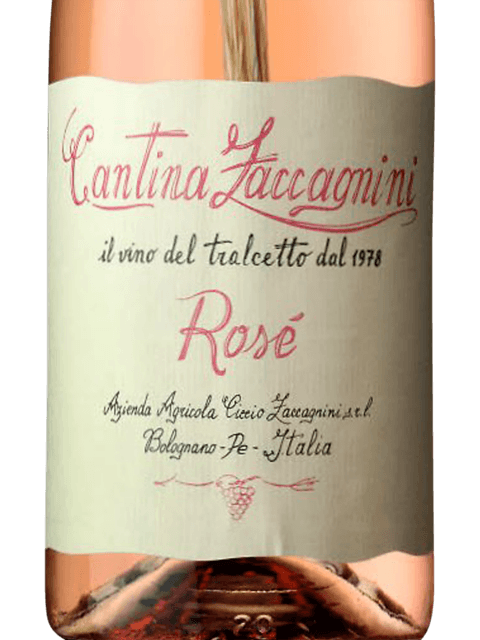 Cantina Zaccagnini
il vino del tralcetto dal 1978
Rosé
Azienda Agricola Ciccio Zaccagnini s.r.l.
Bolognano - Pe - Italia